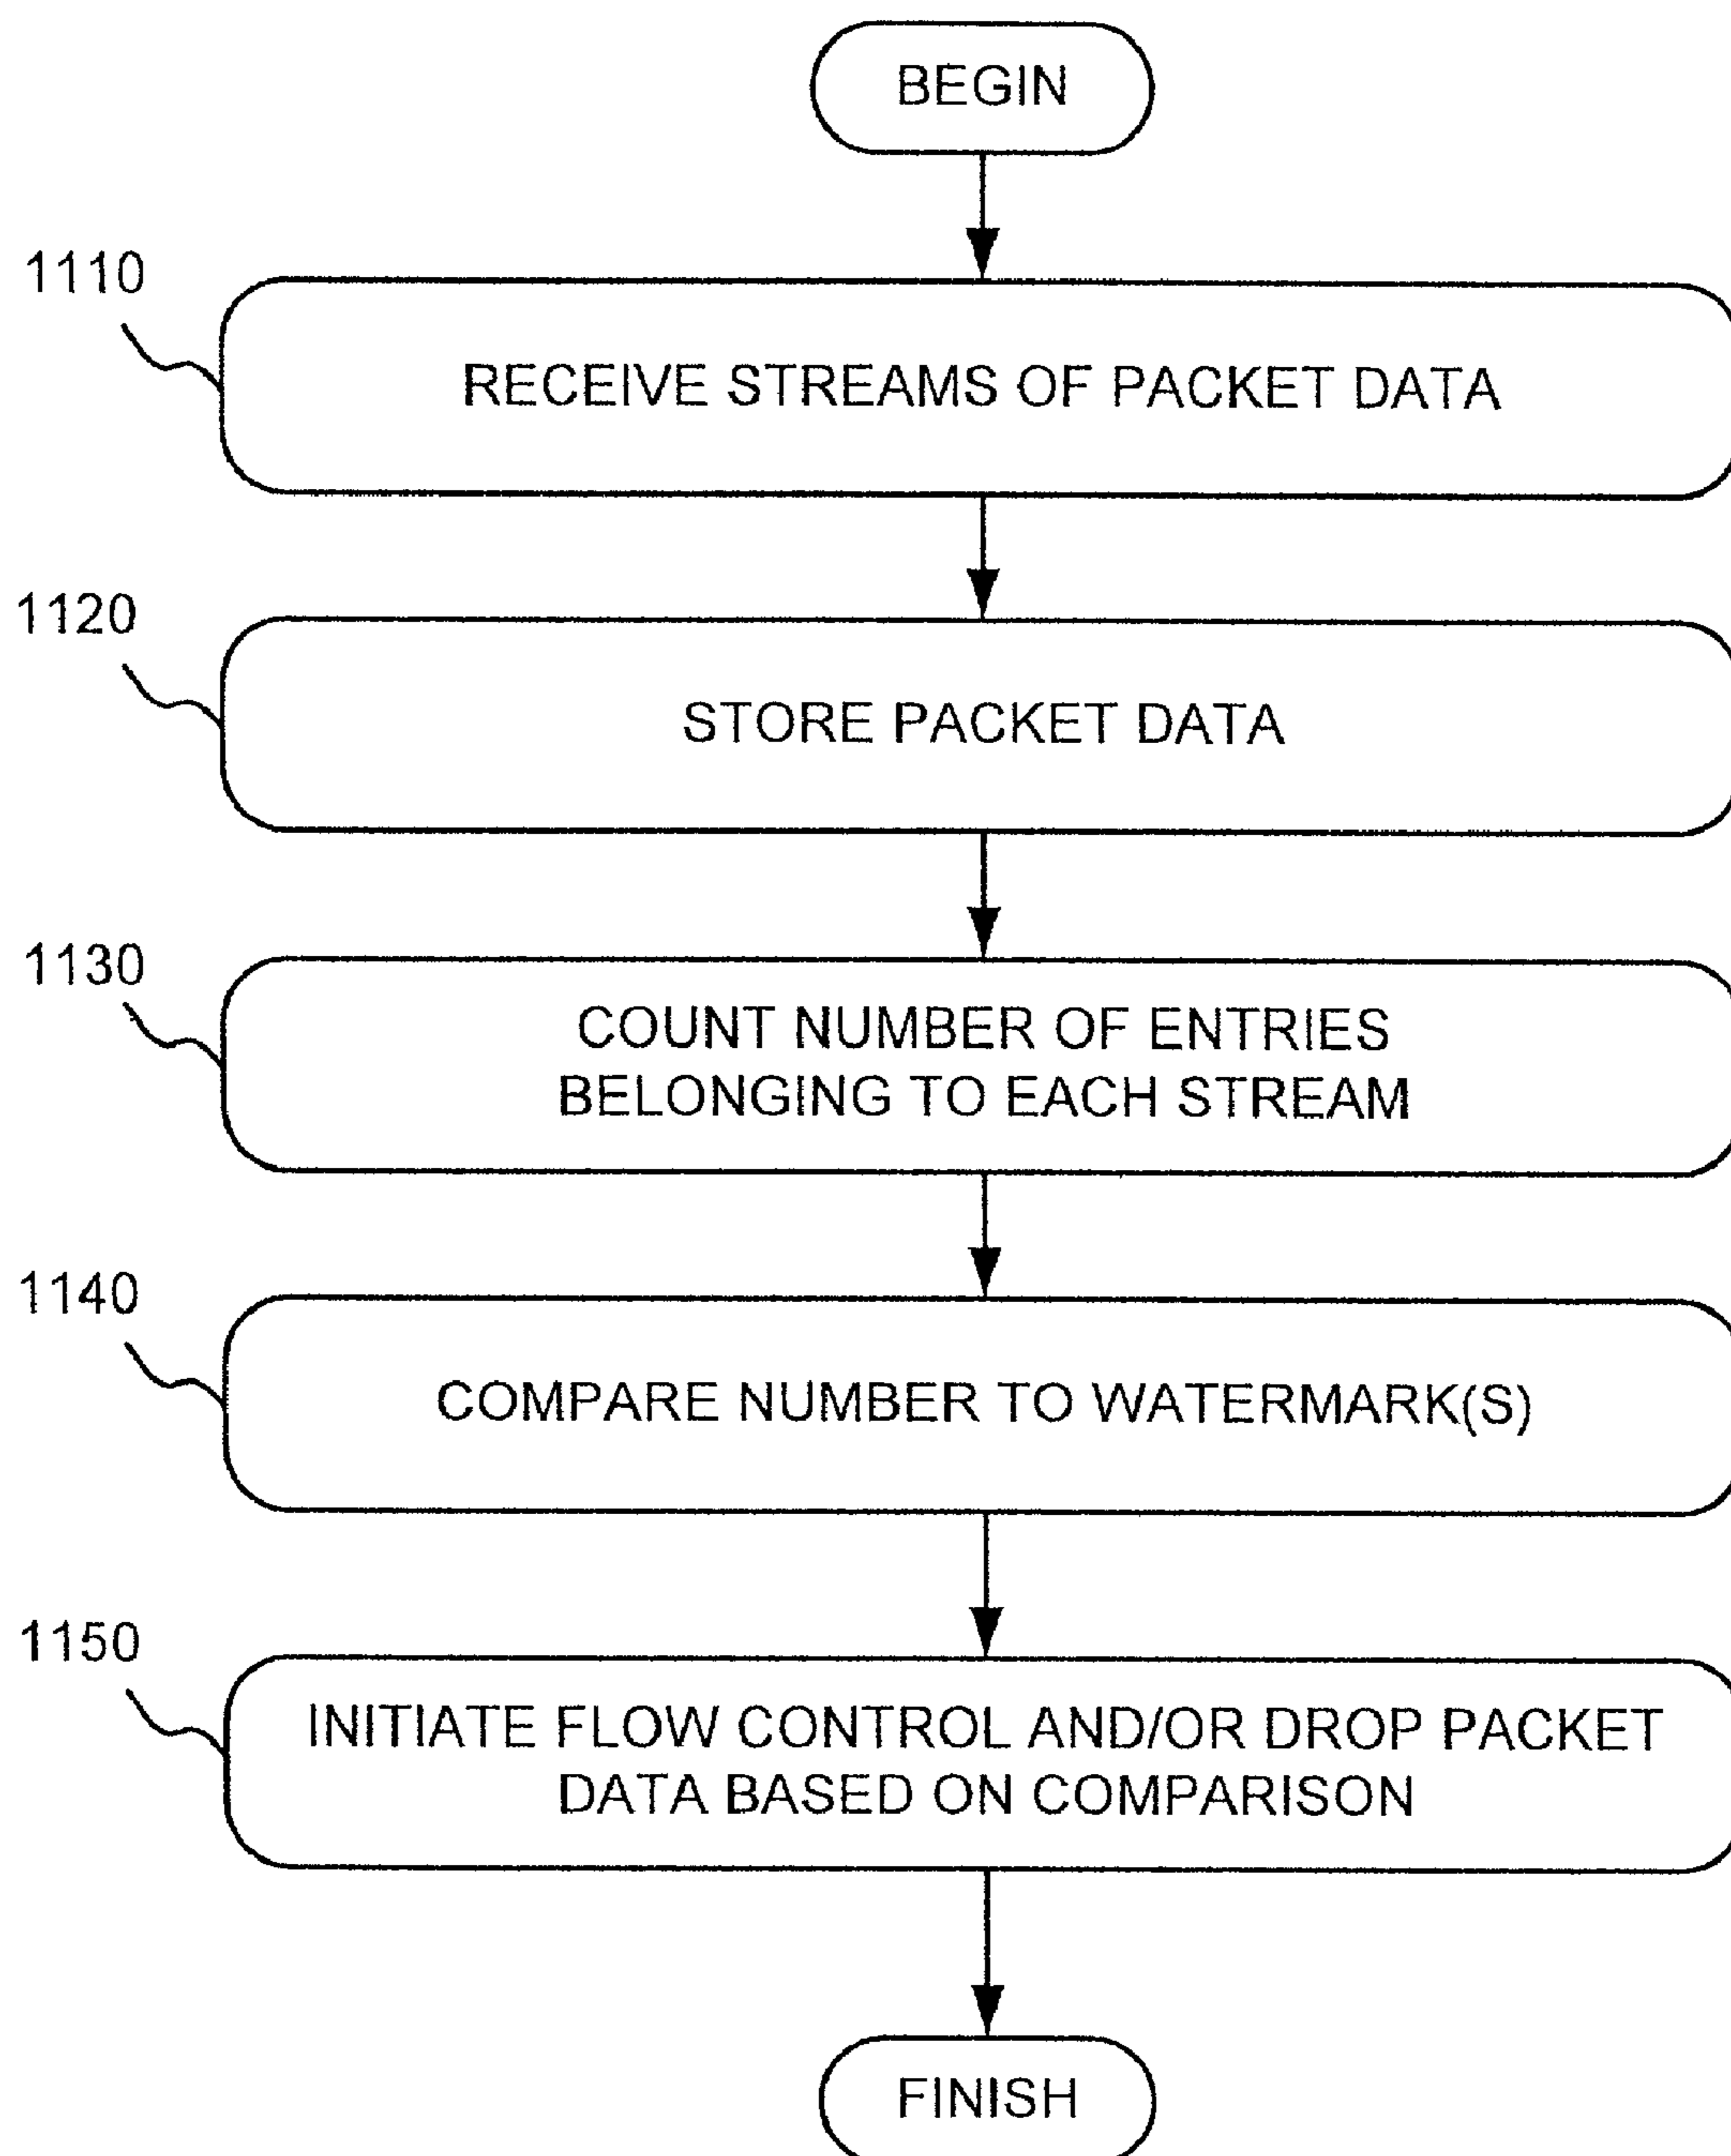 BEGIN
1110
RECEIVE STREAMS OF PACKET DATA
1120
STORE PACKET DATA
1130
COUNT NUMBER OF ENTRIES
BELONGING TO EACH STREAM
1140
COMPARE NUMBER TO WATERMARK(S)
1150
INITIATE FLOW CONTROL AND/OR DROP PACKET
DATA BASED ON COMPARISON
FINISH